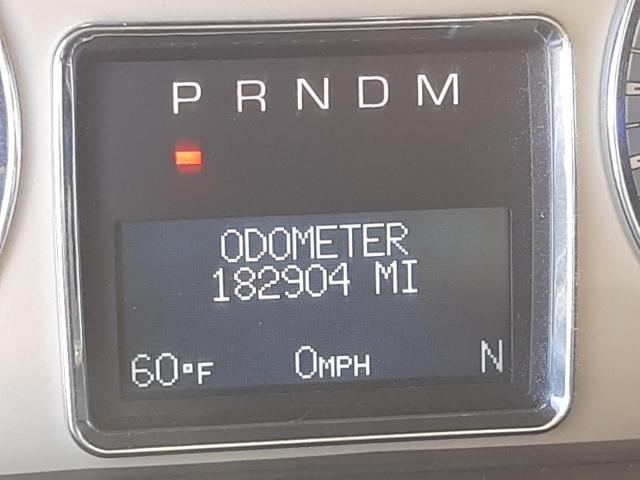 P R N D M
ODOMETER
182904 MI
60°F 0MPH N